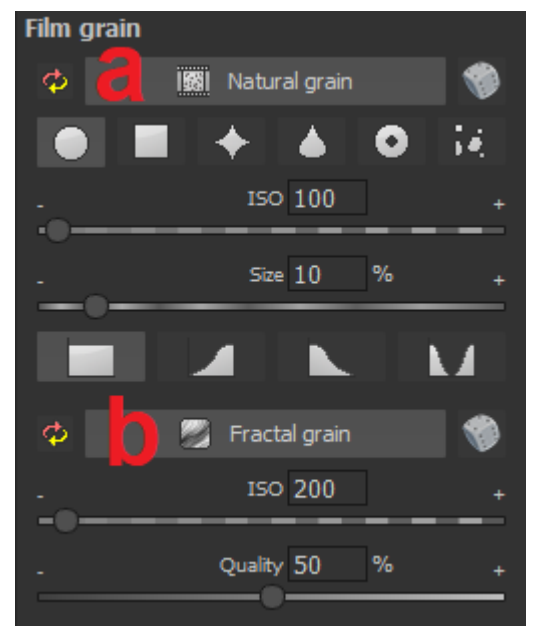 Film grain
a Natural grain
- ISO 100 +
- Size 10 % +
b Fractal grain
- ISO 200 +
- Quality 50 % +